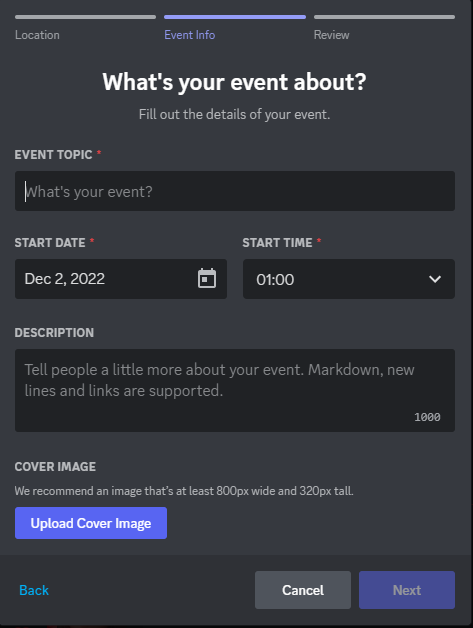 Location Event Info Review
What's your event about?
Fill out the details of your event.
EVENT TOPIC *
What's your event?
START DATE * START TIME *
Dec 2, 2022 01:00
DESCRIPTION
Tell people a little more about your event. Markdown, new
lines and links are supported.
1000
COVER IMAGE
We recommend an image that's at least 800px wide and 320px tall.
Upload Cover Image
Back Cancel Next